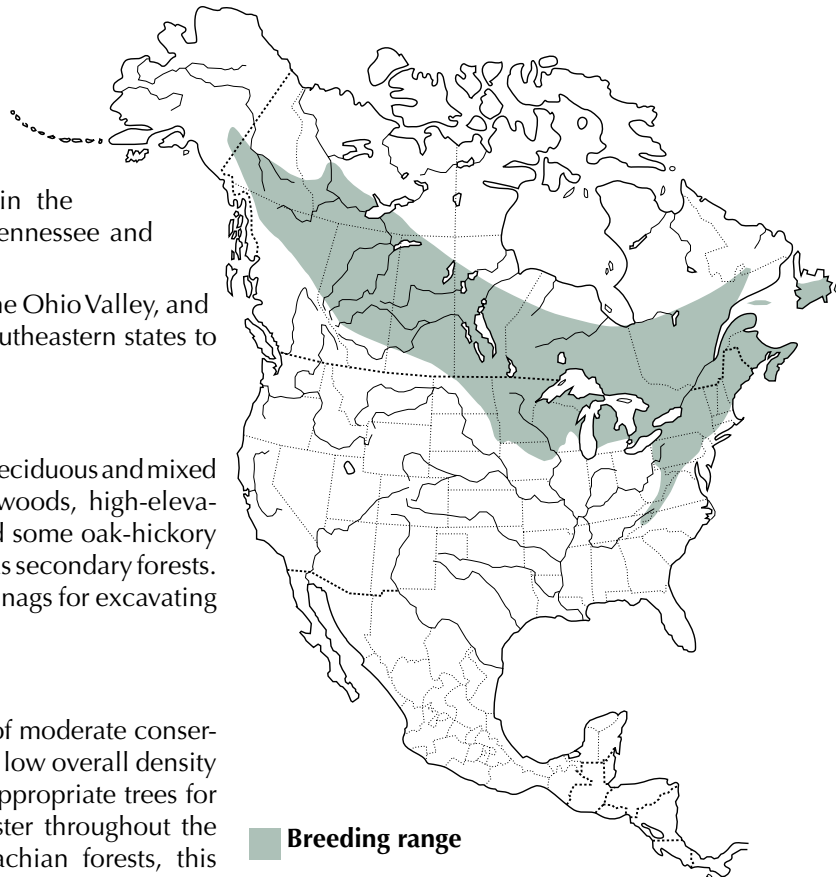 in the
ennessee and
ne Ohio Valley, and
utheastern states to
eciduous and mixed
woods, high-eleva-
d some oak-hickory
s secondary forests.
nags for excavating
of moderate conser-
low overall density
ppropriate trees for
ster throughout the
achian forests, this
Breeding range